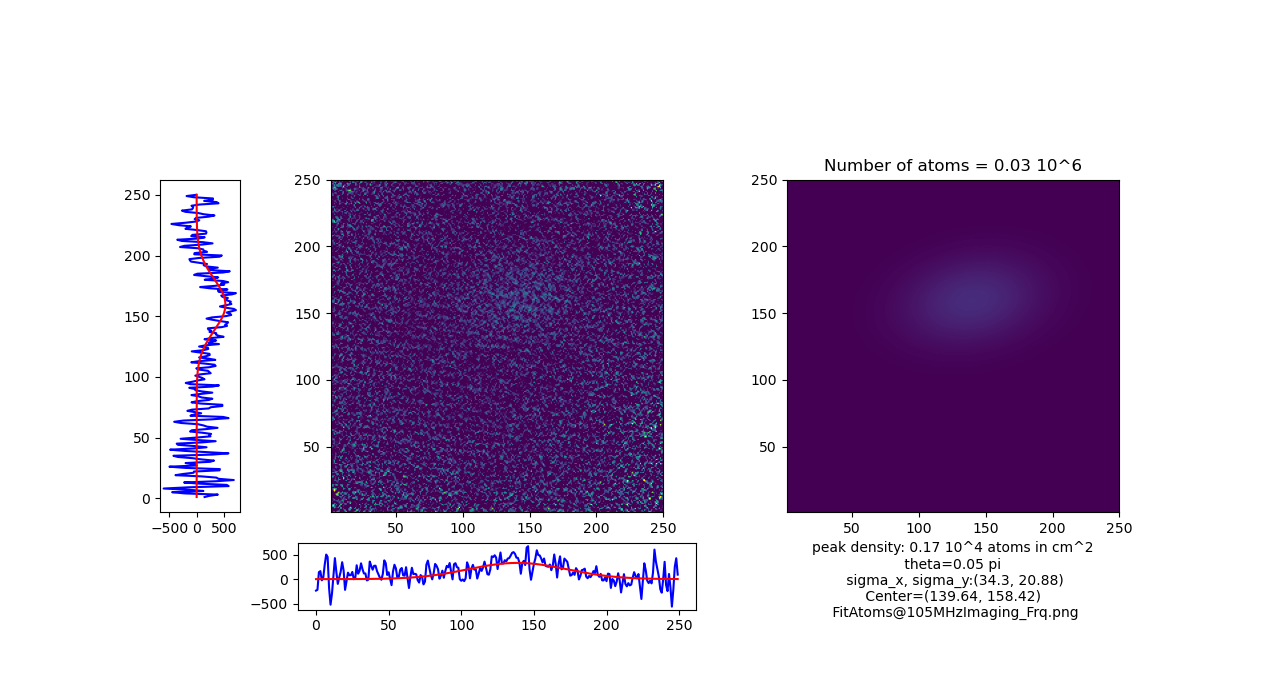 Number of atoms = 0.03 10^6
250
200
150
100
50
0
−500 0 500
250
200
150
100
50
50 100 150 200 250
250
200
150
100
50
50 100 150 200 250
500
0
−500
0 50 100 150 200 250
peak density: 0.17 10^4 atoms in cm^2
theta=0.05 pi
sigma_x, sigma_y:(34.3, 20.88)
Center=(139.64, 158.42)
FitAtoms@105MHzImaging_Frq.png